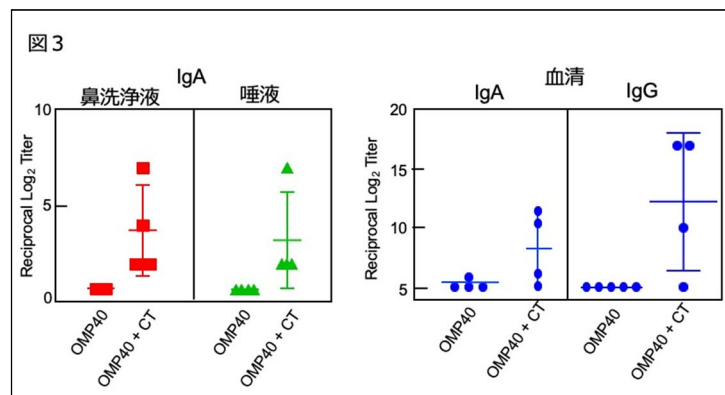 図3
IgA
鼻洗浄液
唾液
Reciprocal Log₂ Titer
10
5
0
OMP40
OMP40 + CT
OMP40
OMP40 + CT
血清
IgA
IgG
Reciprocal Log₂ Titer
20
15
10
5
OMP40
OMP40 + CT
OMP40
OMP40 + CT